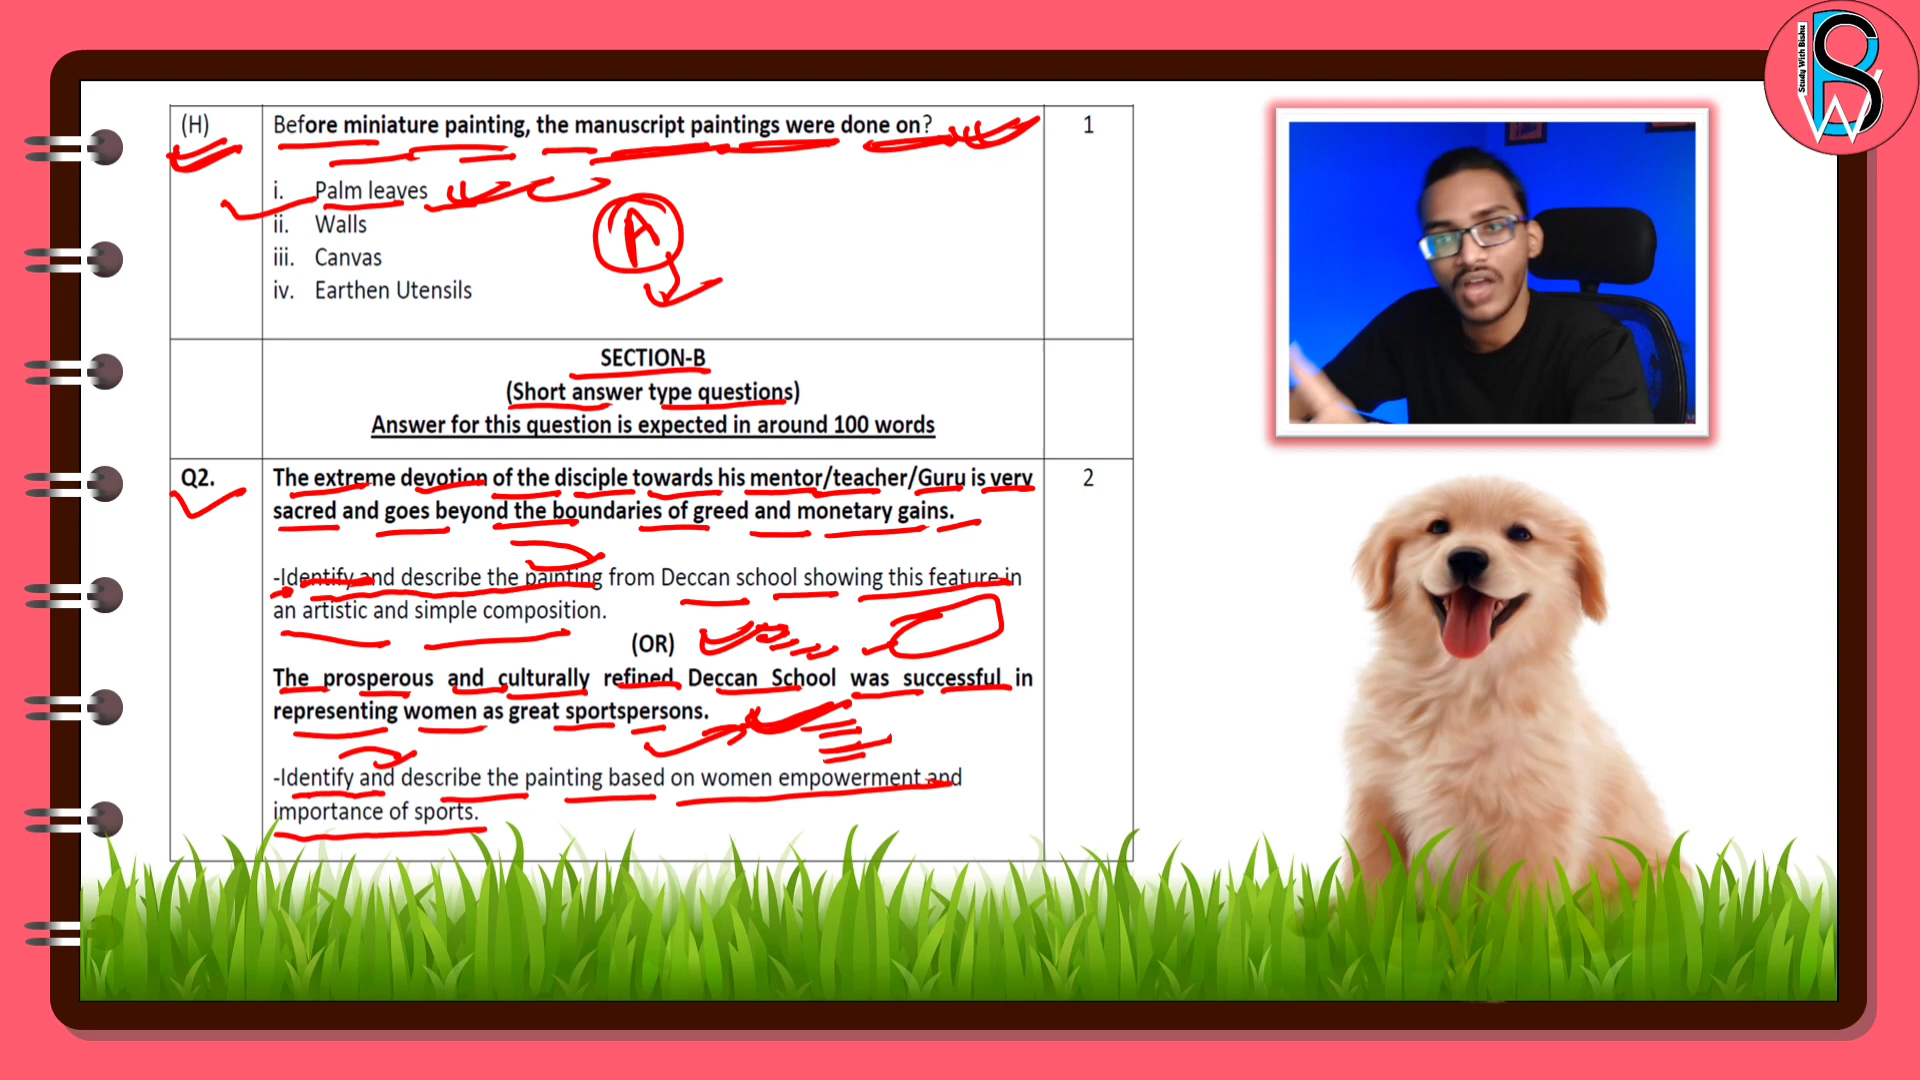 Study With Bishu
B S W
(H) Before miniature painting, the manuscript paintings were done on? 1
i. Palm leaves
A
ii. Walls
iii. Canvas
iv. Earthen Utensils
SECTION-B
(Short answer type questions)
Answer for this question is expected in around 100 words
Q2. The extreme devotion of the disciple towards his mentor/teacher/Guru is very 2
sacred and goes beyond the boundaries of greed and monetary gains.
-Identify and describe the painting from Deccan school showing this feature in
an artistic and simple composition.
(OR)
The prosperous and culturally refined Deccan School was successful in
representing women as great sportspersons.
-Identify and describe the painting based on women empowerment and
importance of sports.